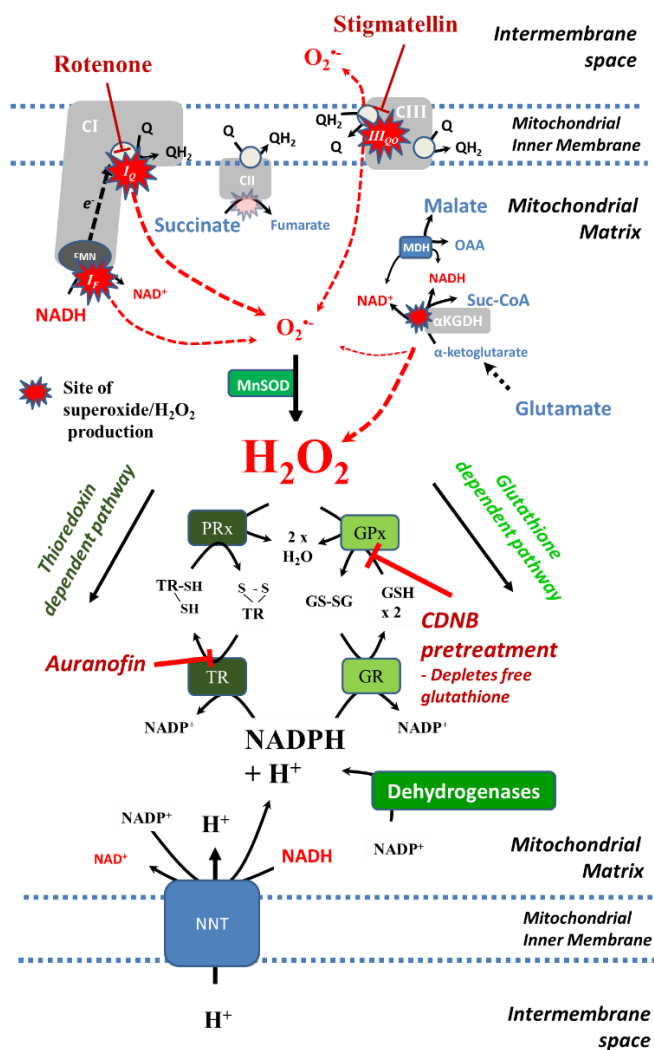 Stigmatellin
Intermembrane
space
Rotenone
O₂•-
CI
Q
QH₂
I_Q
e-
FMN
I_F
NADH
NAD⁺
Q
QH₂
CII
Succinate
Fumarate
CIII
QH₂
Q
III_QO
Q
QH₂
Mitochondrial
Inner Membrane
Mitochondrial
Matrix
Malate
MDH
OAA
NADH
NAD⁺
Suc-CoA
αKGDH
α-ketoglutarate
Glutamate
O₂•-
MnSOD
Site of
superoxide/H₂O₂
production
H₂O₂
Thioredoxin
dependent pathway
Glutathione
dependent pathway
PRx
GPx
2 x
H₂O
TR-SH
SH
S - S
TR
GS-SG
GSH
x 2
CDNB
pretreatment
- Depletes free
glutathione
Auranofin
TR
GR
NADP⁺
NADP⁺
NADPH
+ H⁺
Dehydrogenases
NADP⁺
NADP⁺
H⁺
NAD⁺
NADH
Mitochondrial
Matrix
NNT
Mitochondrial
Inner Membrane
H⁺
Intermembrane
space